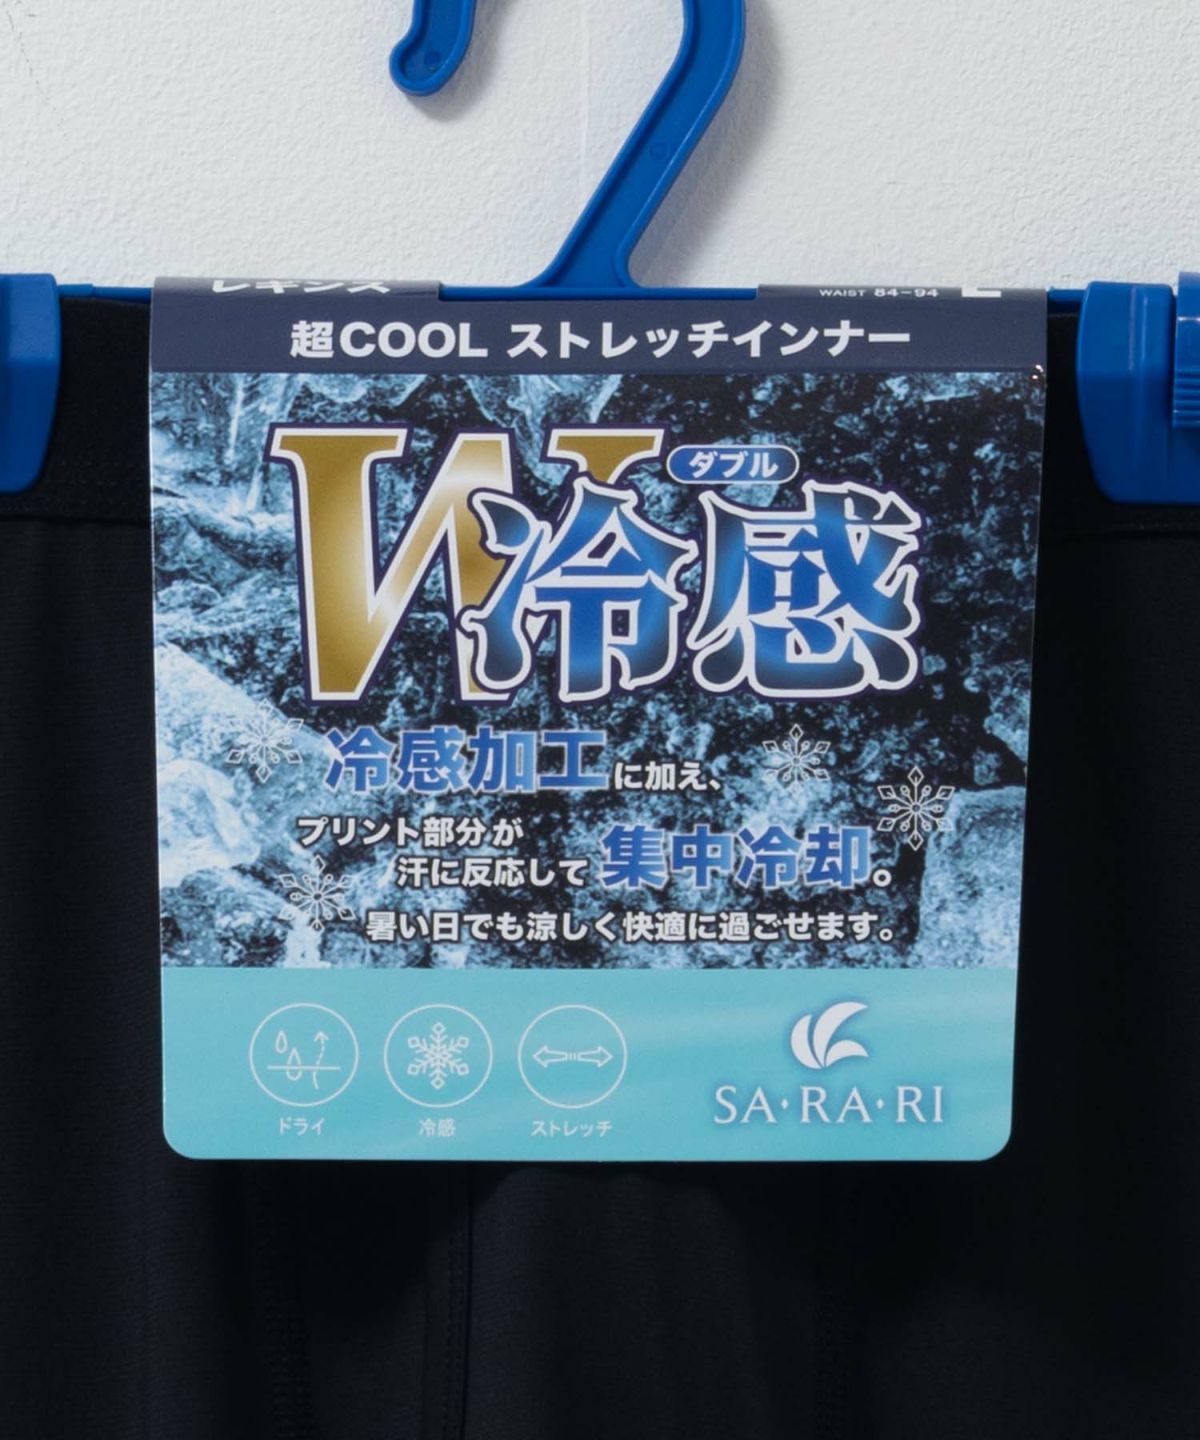 レギンス
WAIST 84-94 L
超COOL ストレッチインナー
W冷感
ダブル
冷感加工に加え、
プリント部分が
汗に反応して 集中冷却。
暑い日でも涼しく快適に過ごせます。
ドライ 冷感 ストレッチ
SA・RA・RI